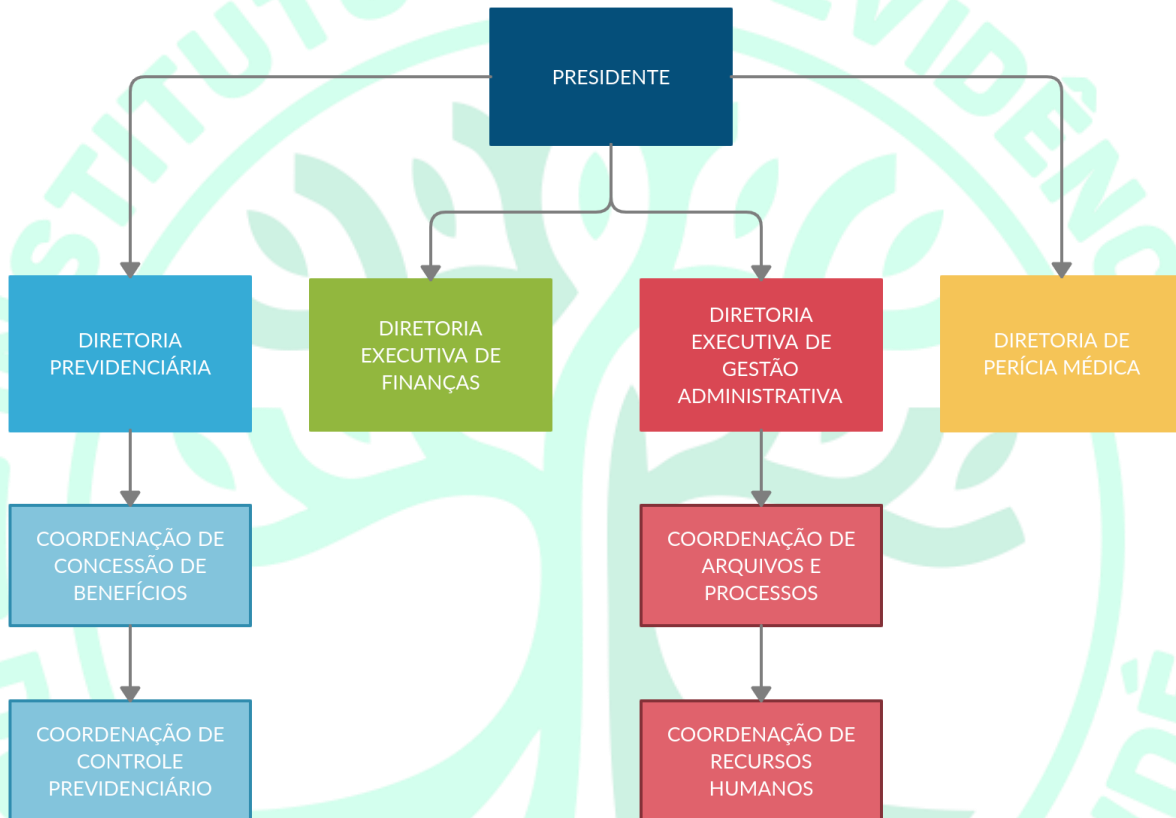 PRESIDENTE
DIRETORIA
PREVIDENCIÁRIA
DIRETORIA
EXECUTIVA DE
FINANÇAS
DIRETORIA
EXECUTIVA DE
GESTÃO
ADMINISTRATIVA
DIRETORIA DE
PERÍCIA MÉDICA
COORDENAÇÃO DE
CONCESSÃO DE
BENEFÍCIOS
COORDENAÇÃO DE
ARQUIVOS E
PROCESSOS
COORDENAÇÃO DE
CONTROLE
PREVIDENCIÁRIO
COORDENAÇÃO DE
RECURSOS
HUMANOS